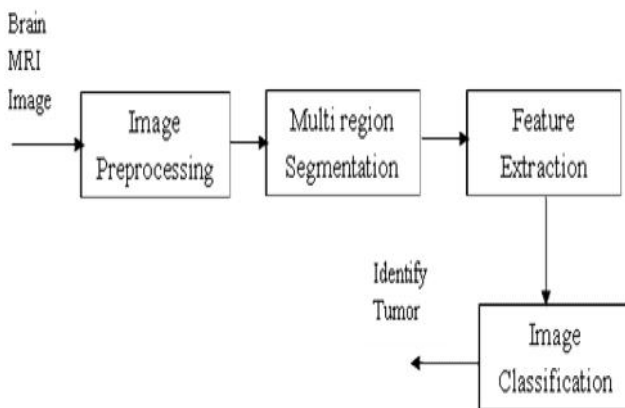 Brain
MRI
Image
Image
Preprocessing
Multi region
Segmentation
Feature
Extraction
Identify
Tumor
Image
Classification